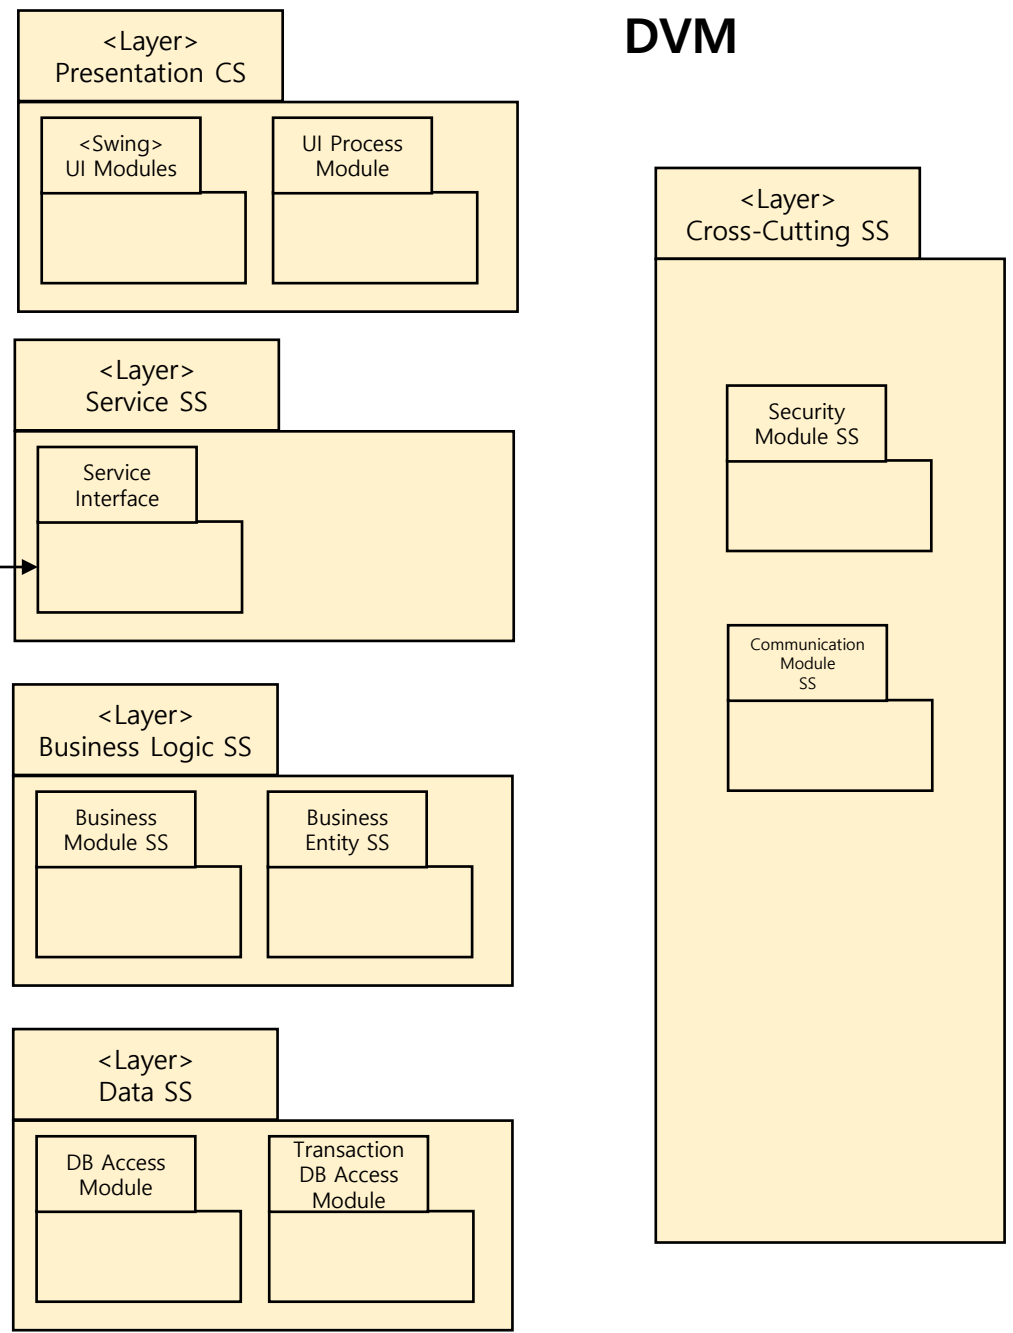 DVM
<Layer>
Presentation CS
<Swing>
UI Modules
UI Process
Module
<Layer>
Service SS
Service
Interface
<Layer>
Business Logic SS
Business
Module SS
Business
Entity SS
<Layer>
Data SS
DB Access
Module
Transaction
DB Access
Module
<Layer>
Cross-Cutting SS
Security
Module SS
Communication
Module
SS